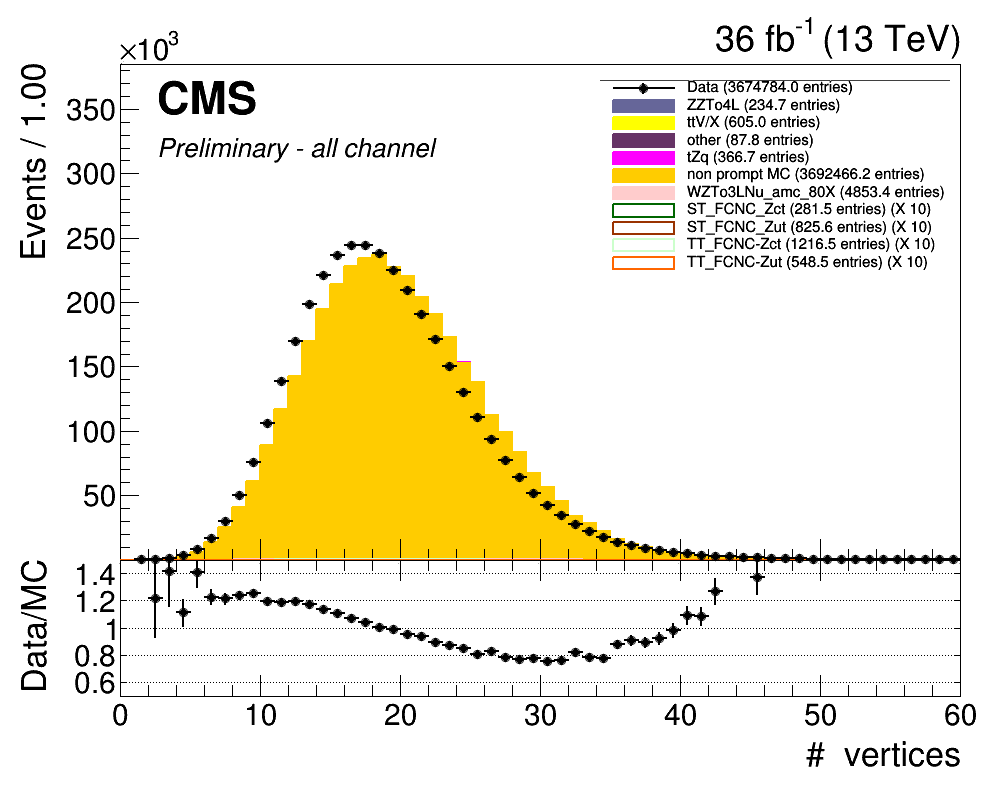 ×10³
36 fb⁻¹ (13 TeV)
Events / 1.00
CMS
Preliminary - all channel
Data (3674784.0 entries)
ZZTo4L (234.7 entries)
ttV/X (605.0 entries)
other (87.8 entries)
tZq (366.7 entries)
non prompt MC (3692466.2 entries)
WZTo3LNu_amc_80X (4853.4 entries)
ST_FCNC_Zct (281.5 entries) (X 10)
ST_FCNC_Zut (825.6 entries) (X 10)
TT_FCNC-Zct (1216.5 entries) (X 10)
TT_FCNC-Zut (548.5 entries) (X 10)
350
300
250
200
150
100
50
Data/MC
1.4
1.2
1
0.8
0.6
0 10 20 30 40 50 60
# vertices